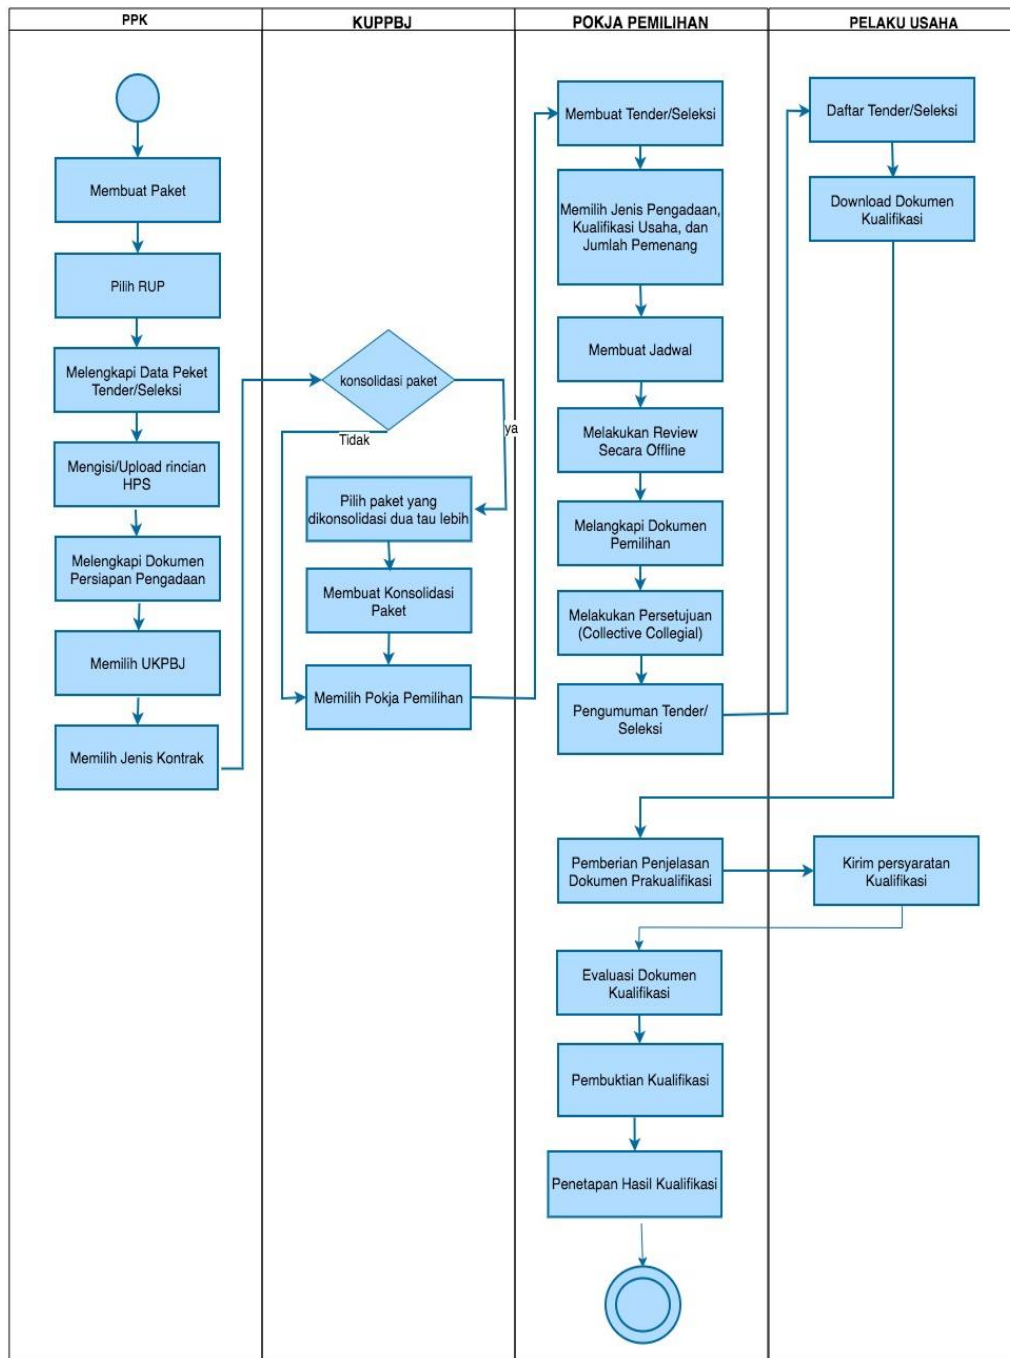 PPK
KUPPBJ
POKJA PEMILIHAN
PELAKU USAHA
Membuat Paket
Pilih RUP
Melengkapi Data Peket
Tender/Seleksi
Mengisi/Upload rincian
HPS
Melengkapi Dokumen
Persiapan Pengadaan
Memilih UKPBJ
Memilih Jenis Kontrak
konsolidasi paket
Tidak
ya
Pilih paket yang
dikonsolidasi dua tau lebih
Membuat Konsolidasi
Paket
Memilih Pokja Pemilihan
Membuat Tender/Seleksi
Memilih Jenis Pengadaan,
Kualifikasi Usaha, dan
Jumlah Pemenang
Membuat Jadwal
Melakukan Review
Secara Offline
Melangkapi Dokumen
Pemilihan
Melakukan Persetujuan
(Collective Collegial)
Pengumuman Tender/
Seleksi
Daftar Tender/Seleksi
Download Dokumen
Kualifikasi
Pemberian Penjelasan
Dokumen Prakualifikasi
Kirim persyaratan
Kualifikasi
Evaluasi Dokumen
Kualifikasi
Pembuktian Kualifikasi
Penetapan Hasil Kualifikasi